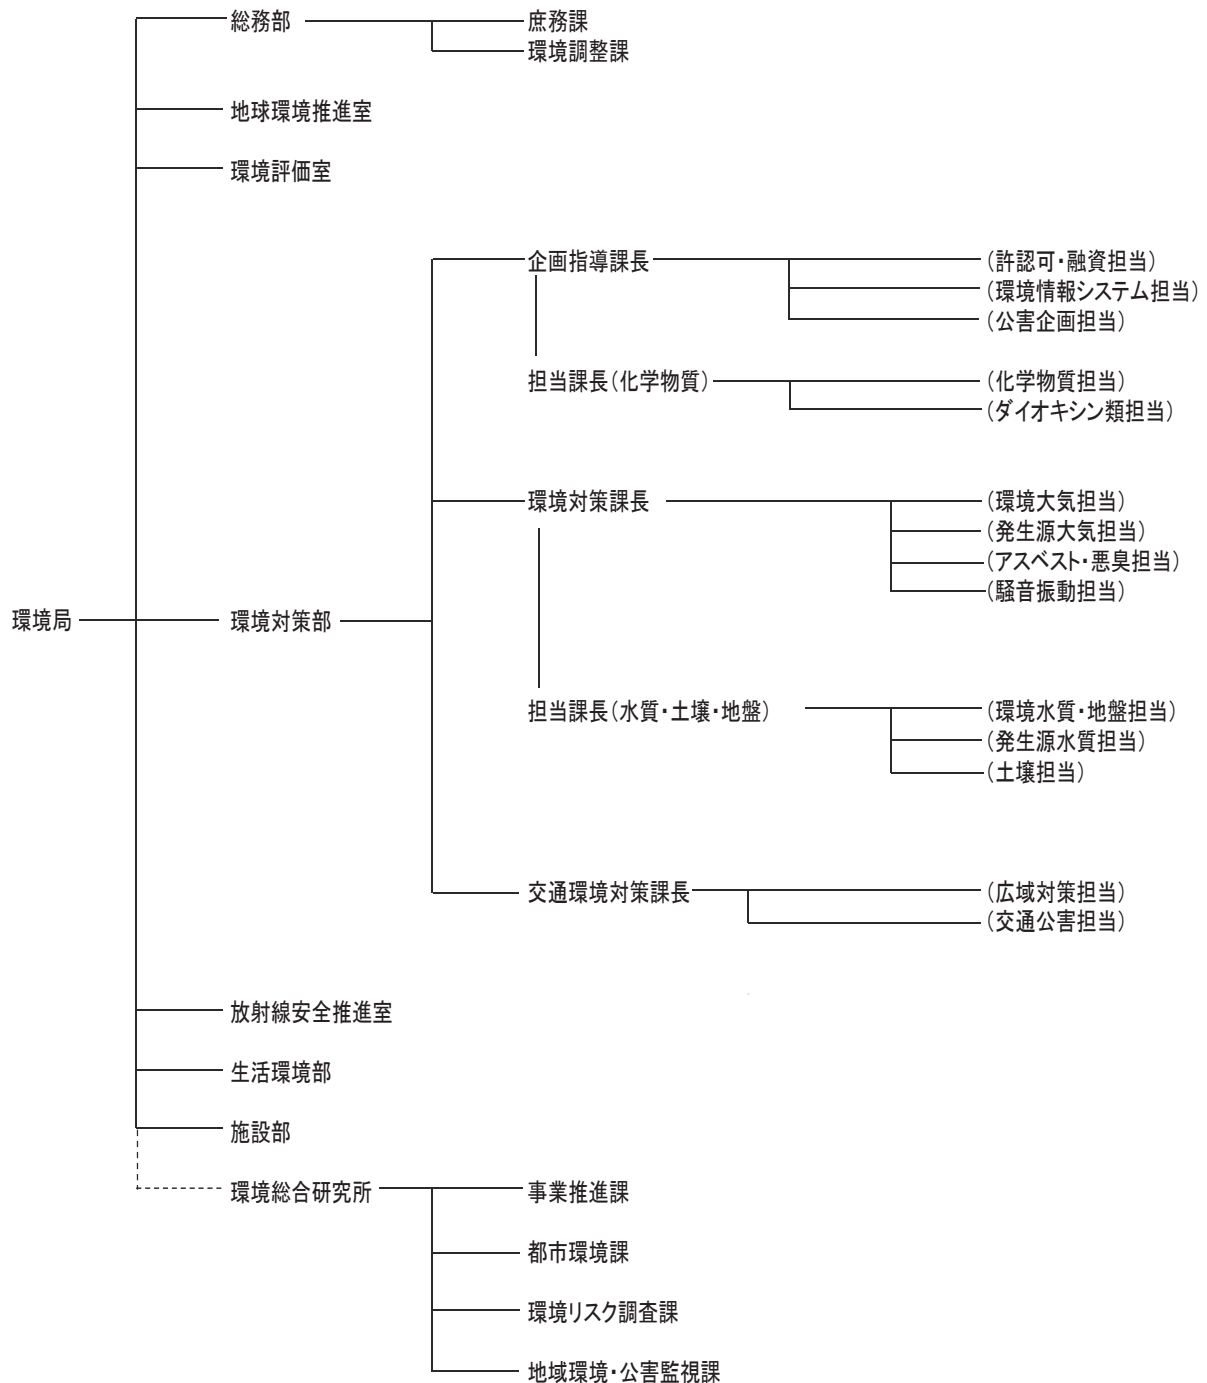 総務部
庶務課
環境調整課
地球環境推進室
環境評価室
企画指導課長
(許認可・融資担当)
(環境情報システム担当)
(公害企画担当)
担当課長(化学物質)
(化学物質担当)
(ダイオキシン類担当)
環境対策課長
(環境大気担当)
(発生源大気担当)
(アスベスト・悪臭担当)
(騒音振動担当)
環境局
環境対策部
担当課長(水質・土壌・地盤)
(環境水質・地盤担当)
(発生源水質担当)
(土壌担当)
交通環境対策課長
(広域対策担当)
(交通公害担当)
放射線安全推進室
生活環境部
施設部
環境総合研究所
事業推進課
都市環境課
環境リスク調査課
地域環境・公害監視課